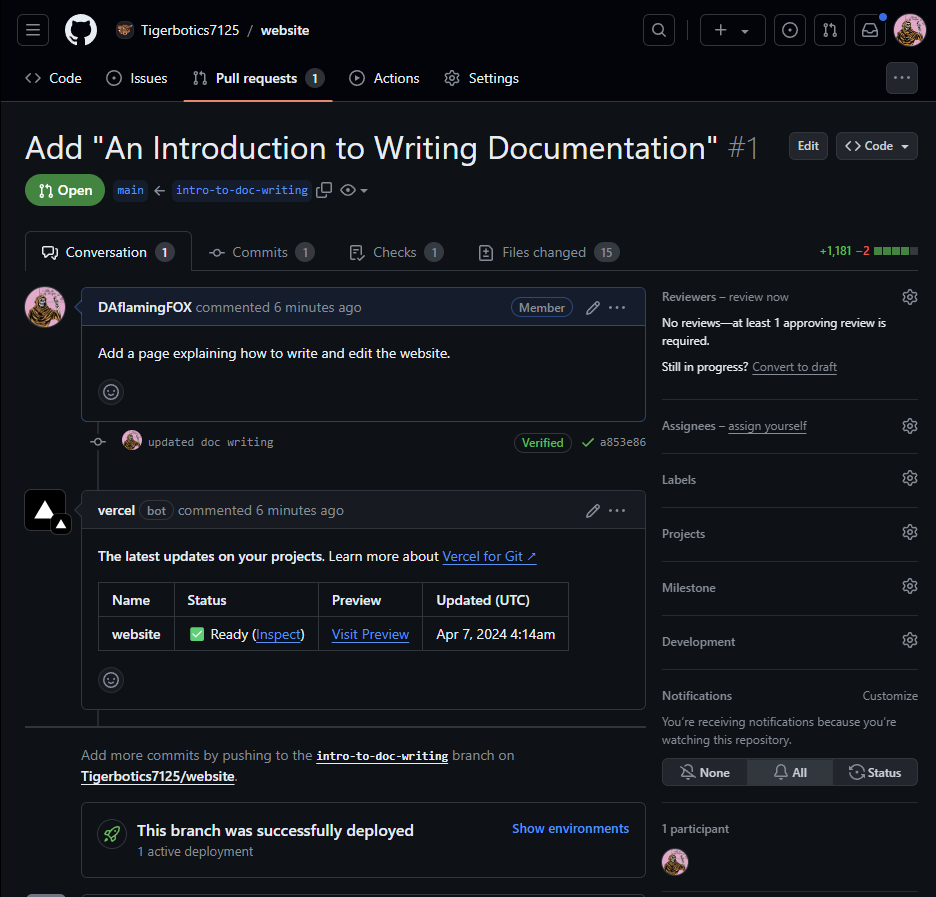 Tigerbotics7125 / website
Code Issues Pull requests 1 Actions Settings
Add "An Introduction to Writing Documentation" #1
Edit Code
Open main ← intro-to-doc-writing
Conversation 1 Commits 1 Checks 1 Files changed 15 +1,181 −2
DAflamingFOX commented 6 minutes ago Member
Add a page explaining how to write and edit the website.
updated doc writing Verified a853e86
vercel bot commented 6 minutes ago
The latest updates on your projects. Learn more about Vercel for Git ↗
Name Status Preview Updated (UTC)
website ✅ Ready (Inspect) Visit Preview Apr 7, 2024 4:14am
Add more commits by pushing to the intro-to-doc-writing branch on
Tigerbotics7125/website.
This branch was successfully deployed Show environments
1 active deployment
Reviewers – review now
No reviews—at least 1 approving review is
required.
Still in progress? Convert to draft
Assignees – assign yourself
Labels
Projects
Milestone
Development
Notifications Customize
You're receiving notifications because you're
watching this repository.
None All Status
1 participant